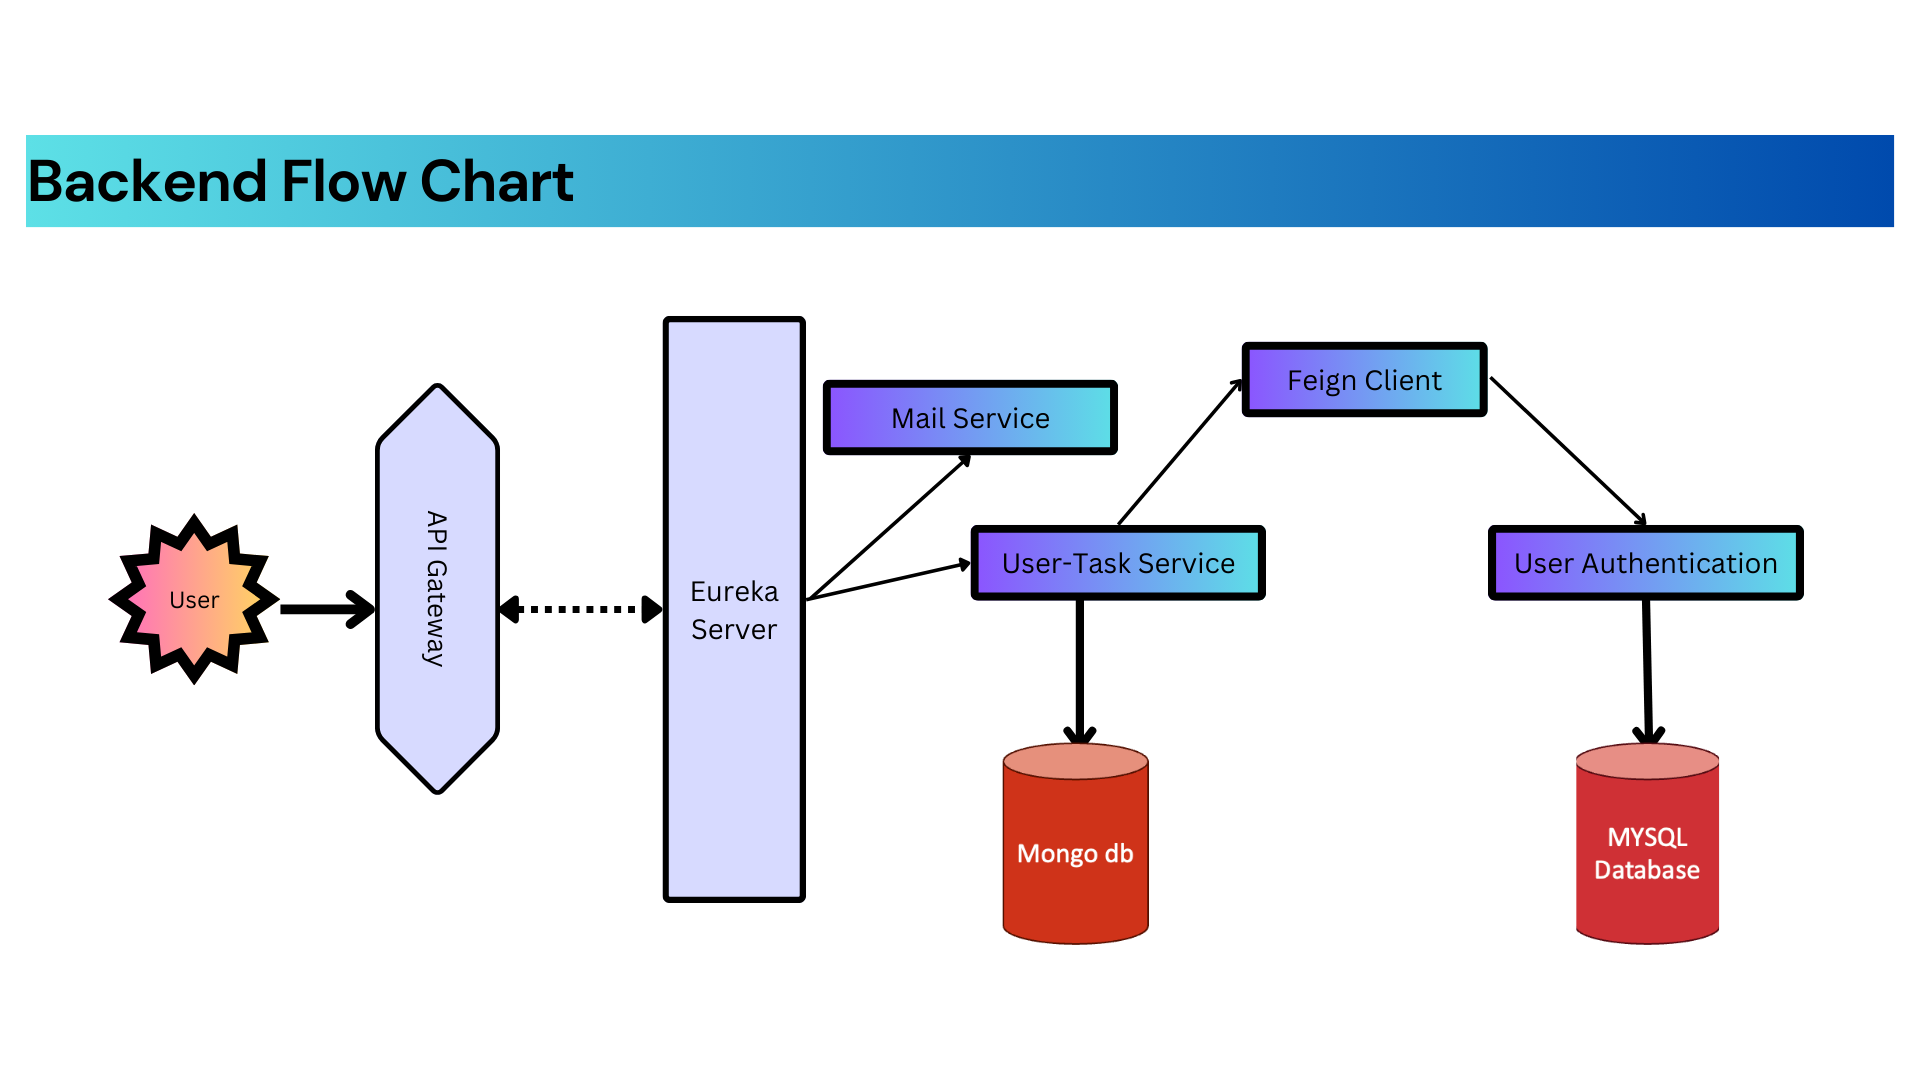 Backend Flow Chart
User
API Gateway
Eureka
Server
Mail Service
User-Task Service
Feign Client
User Authentication
Mongo db
MYSQL
Database